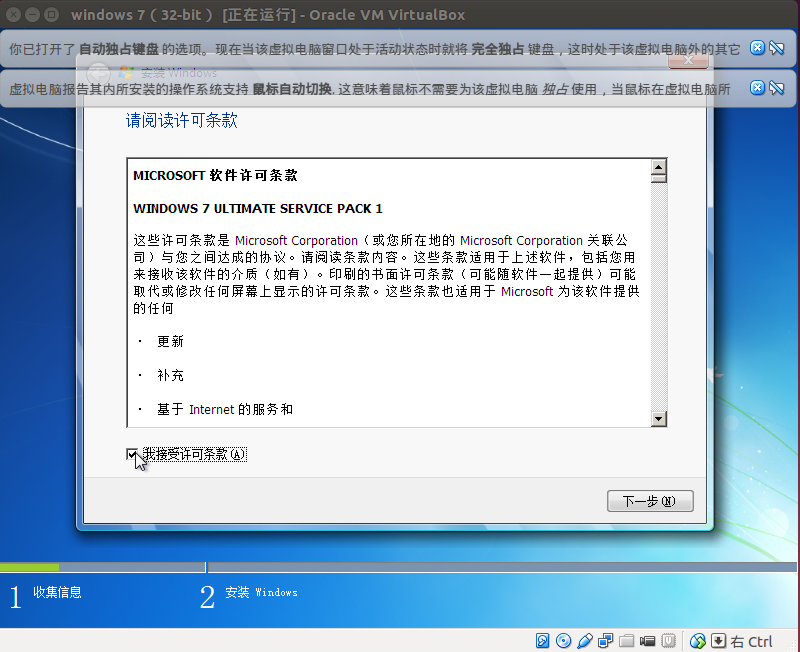 windows 7 ( 32-bit ) [正在运行] - Oracle VM VirtualBox
你已打开了 自动独占键盘 的选项。现在当该虚拟电脑窗口处于活动状态时就将 完全独占 键盘，这时处于该虚拟电脑外的其它
安装 Windows
虚拟电脑报告其内所安装的操作系统支持 鼠标自动切换. 这意味着鼠标不需要为该虚拟电脑 独占 使用，当鼠标在虚拟电脑所
请阅读许可条款
MICROSOFT 软件许可条款
WINDOWS 7 ULTIMATE SERVICE PACK 1
这些许可条款是 Microsoft Corporation（或您所在地的 Microsoft Corporation 关联公
司）与您之间达成的协议。请阅读条款内容。这些条款适用于上述软件，包括您用
来接收该软件的介质（如有）。印刷的书面许可条款（可能随软件一起提供）可能
取代或修改任何屏幕上显示的许可条款。这些条款也适用于 Microsoft 为该软件提供
的任何
· 更新
· 补充
· 基于 Internet 的服务和
我接受许可条款(A)
下一步(N)
1 收集信息
2 安装 Windows
右 Ctrl